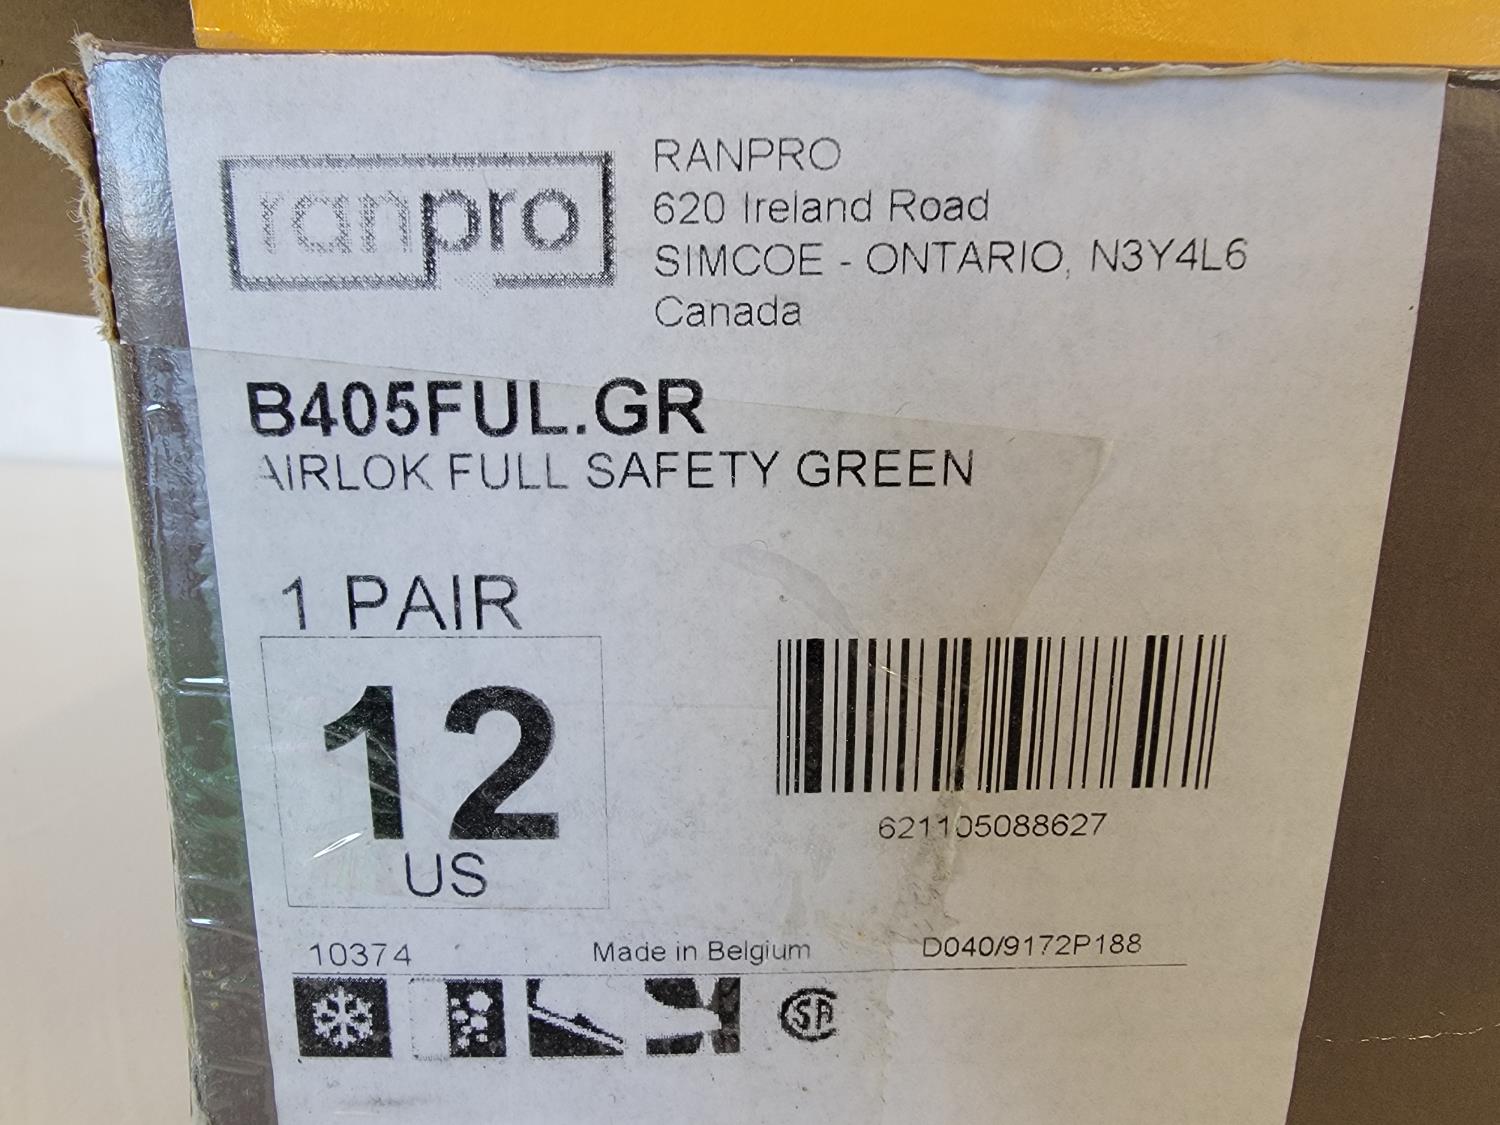 ranpro
RANPRO
620 Ireland Road
SIMCOE - ONTARIO, N3Y4L6
Canada
B405FUL.GR
AIRLOK FULL SAFETY GREEN
1 PAIR
12
US
621105088627
10374
Made in Belgium
D040/9172P188
SA